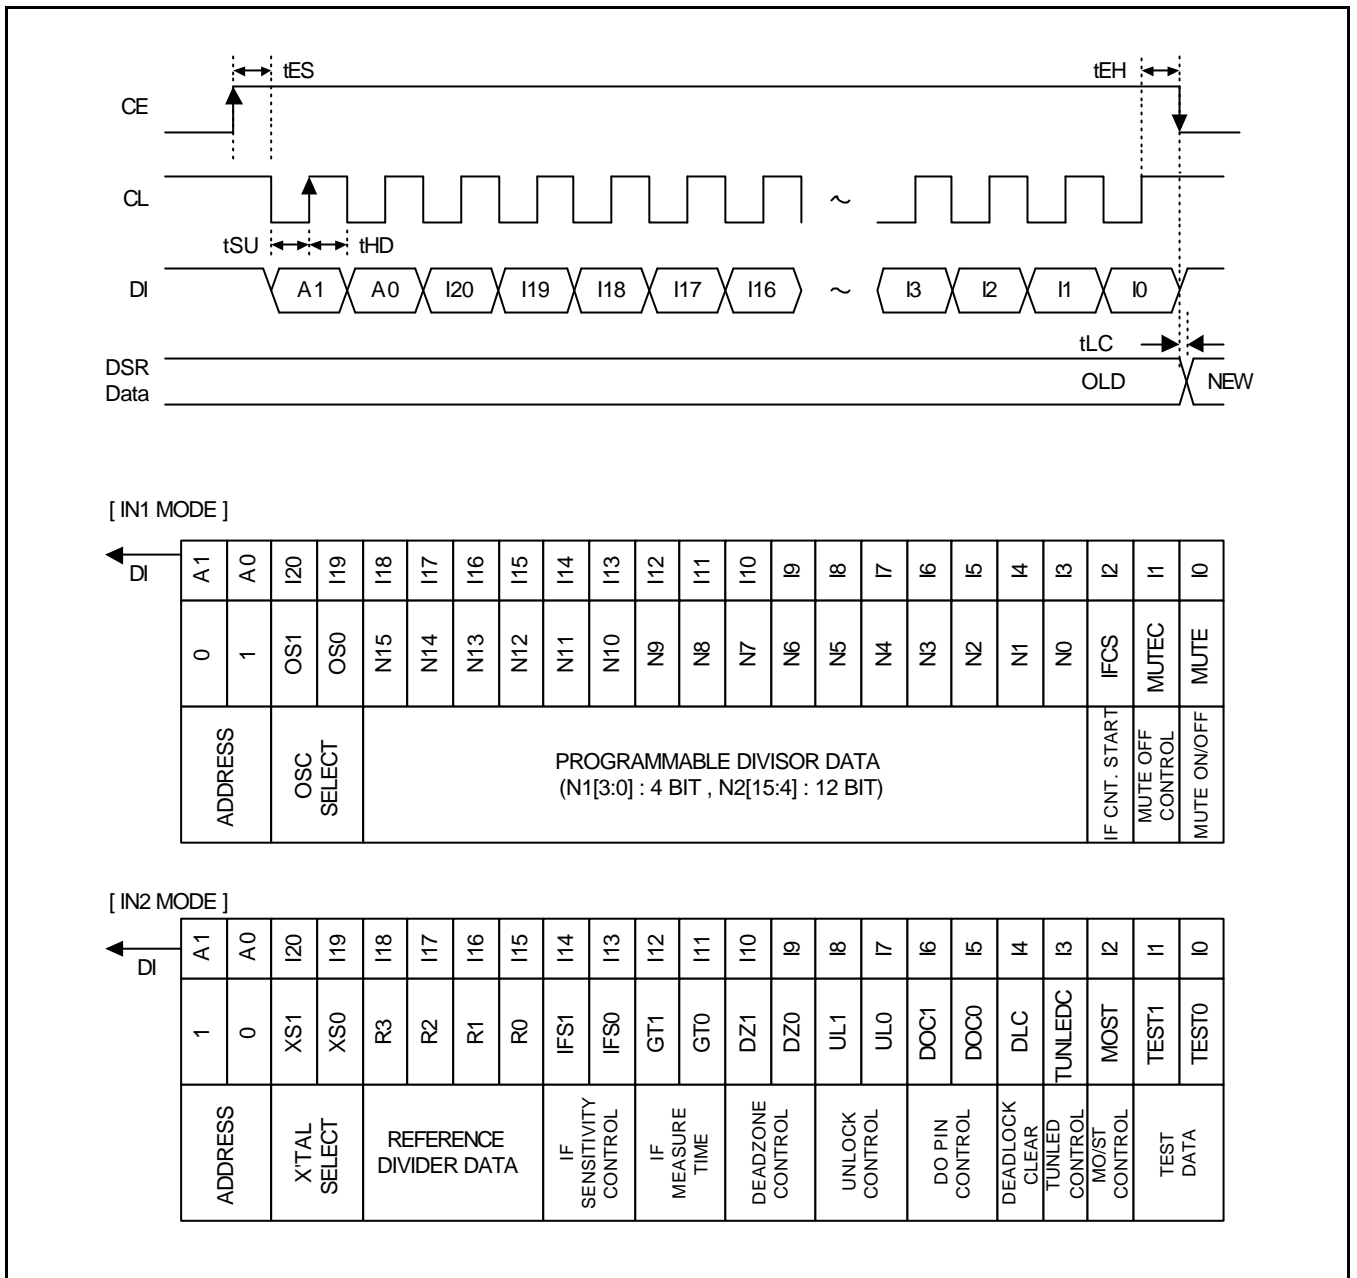 tES
tEH
CE
CL
~
tSU
tHD
DI
A1 A0 I20 I19 I18 I17 I16 ~ I3 I2 I1 I0
tLC
DSR
Data
OLD
NEW
[ IN1 MODE ]
DI
A1 A0 I20 I19 I18 I17 I16 I15 I14 I13 I12 I11 I10 I9 I8 I7 I6 I5 I4 I3 I2 I1 I0
0 1 OS1 OS0 N15 N14 N13 N12 N11 N10 N9 N8 N7 N6 N5 N4 N3 N2 N1 N0 IFCS MUTEC MUTE
ADDRESS
OSC
SELECT
PROGRAMMABLE DIVISOR DATA
(N1[3:0] : 4 BIT , N2[15:4] : 12 BIT)
IF CNT. START
MUTE OFF
CONTROL
MUTE ON/OFF
[ IN2 MODE ]
DI
A1 A0 I20 I19 I18 I17 I16 I15 I14 I13 I12 I11 I10 I9 I8 I7 I6 I5 I4 I3 I2 I1 I0
1 0 XS1 XS0 R3 R2 R1 R0 IFS1 IFS0 GT1 GT0 DZ1 DZ0 UL1 UL0 DOC1 DOC0 DLC TUNLEDC MOST TEST1 TEST0
ADDRESS
X'TAL
SELECT
REFERENCE
DIVIDER DATA
IF
SENSITIVITY
CONTROL
IF
MEASURE
TIME
DEADZONE
CONTROL
UNLOCK
CONTROL
DO PIN
CONTROL
DEADLOCK
CLEAR
TUNLED
CONTROL
MO/ST
CONTROL
TEST
DATA